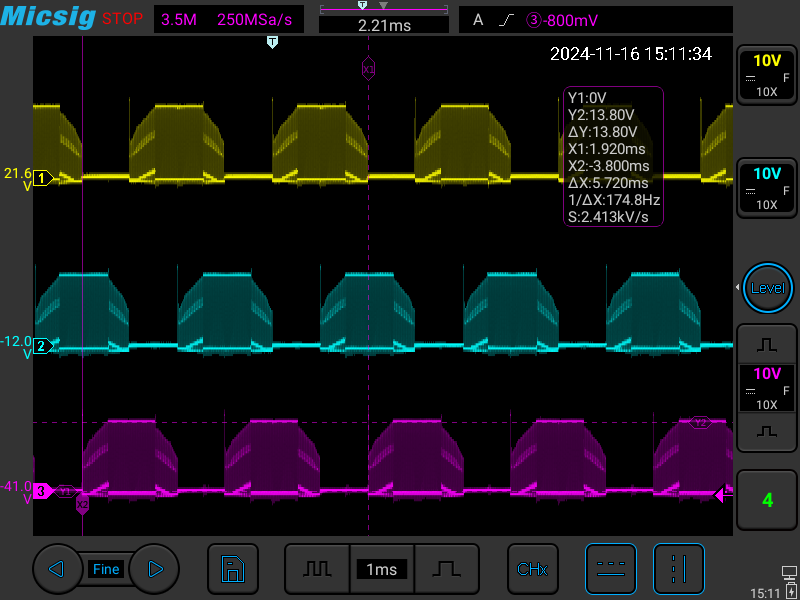 Micsig STOP 3.5M 250MSa/s T 2.21ms A ③-800mV
T
2024-11-16 15:11:34
X1
10V
F
10X
Y1:0V
Y2:13.80V
ΔY:13.80V
X1:1.920ms
X2:-3.800ms
ΔX:5.720ms
1/ΔX:174.8Hz
S:2.413kV/s
21.6
V
1
10V
F
10X
Level
-12.0
V
2
10V
F
10X
Y2
-41.0
V
3
Y1
X2
4
Fine
1ms
CHx
15:11